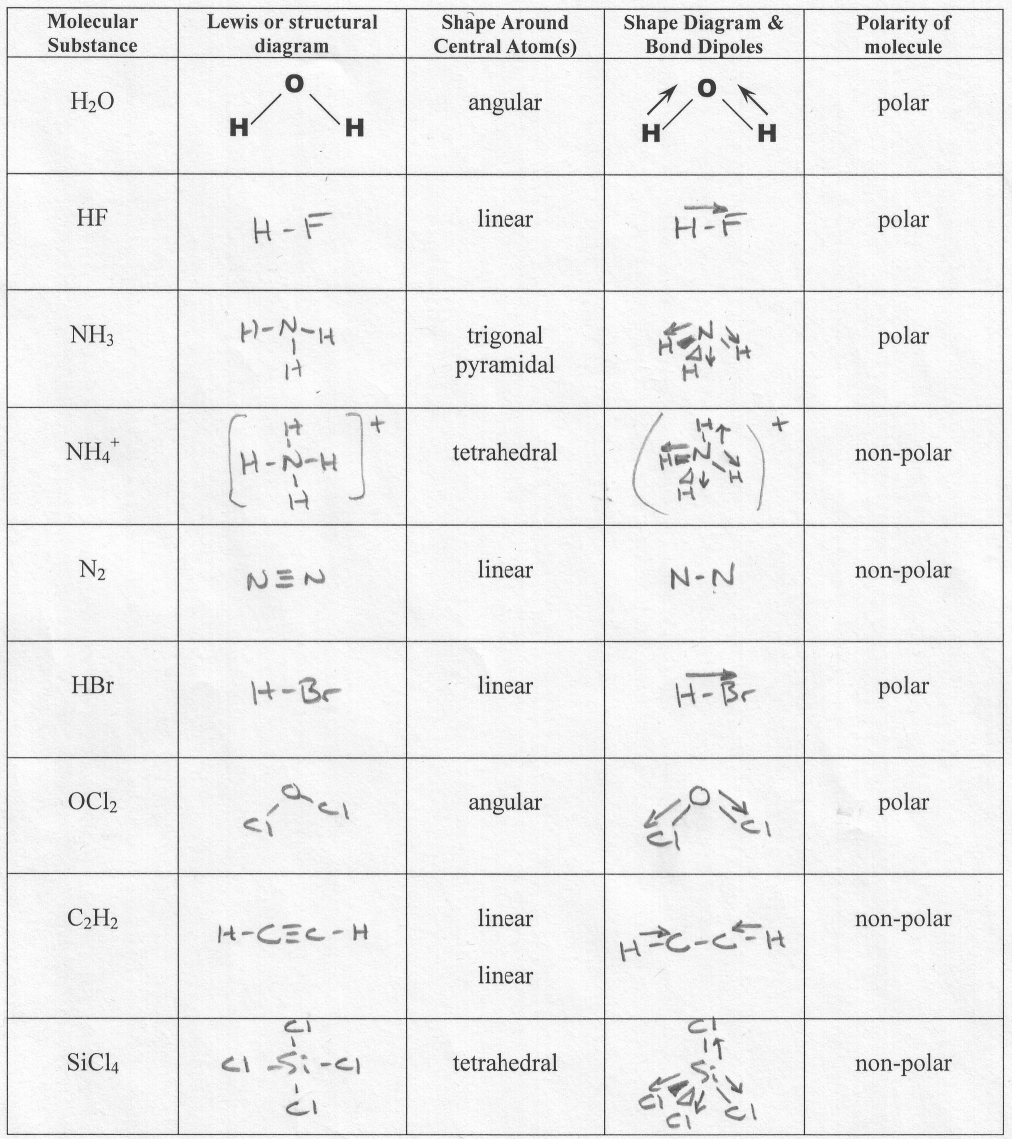 Molecular Substance | Lewis or structural diagram | Shape Around Central Atom(s) | Shape Diagram & Bond Dipoles | Polarity of molecule
H₂O | O H H | angular | O H H | polar
HF | H-F | linear | H-F | polar
NH₃ | H-N-H H | trigonal pyramidal | N H H H | polar
NH₄⁺ | [H H-N-H H]+ | tetrahedral | (H N H H H)+ | non-polar
N₂ | N≡N | linear | N-N | non-polar
HBr | H-Br | linear | H-Br | polar
OCl₂ | O Cl Cl | angular | O Cl Cl | polar
C₂H₂ | H-C≡C-H | linear linear | H-C-C-H | non-polar
SiCl₄ | Cl Cl-Si-Cl Cl | tetrahedral | Cl Si Cl Cl Cl | non-polar